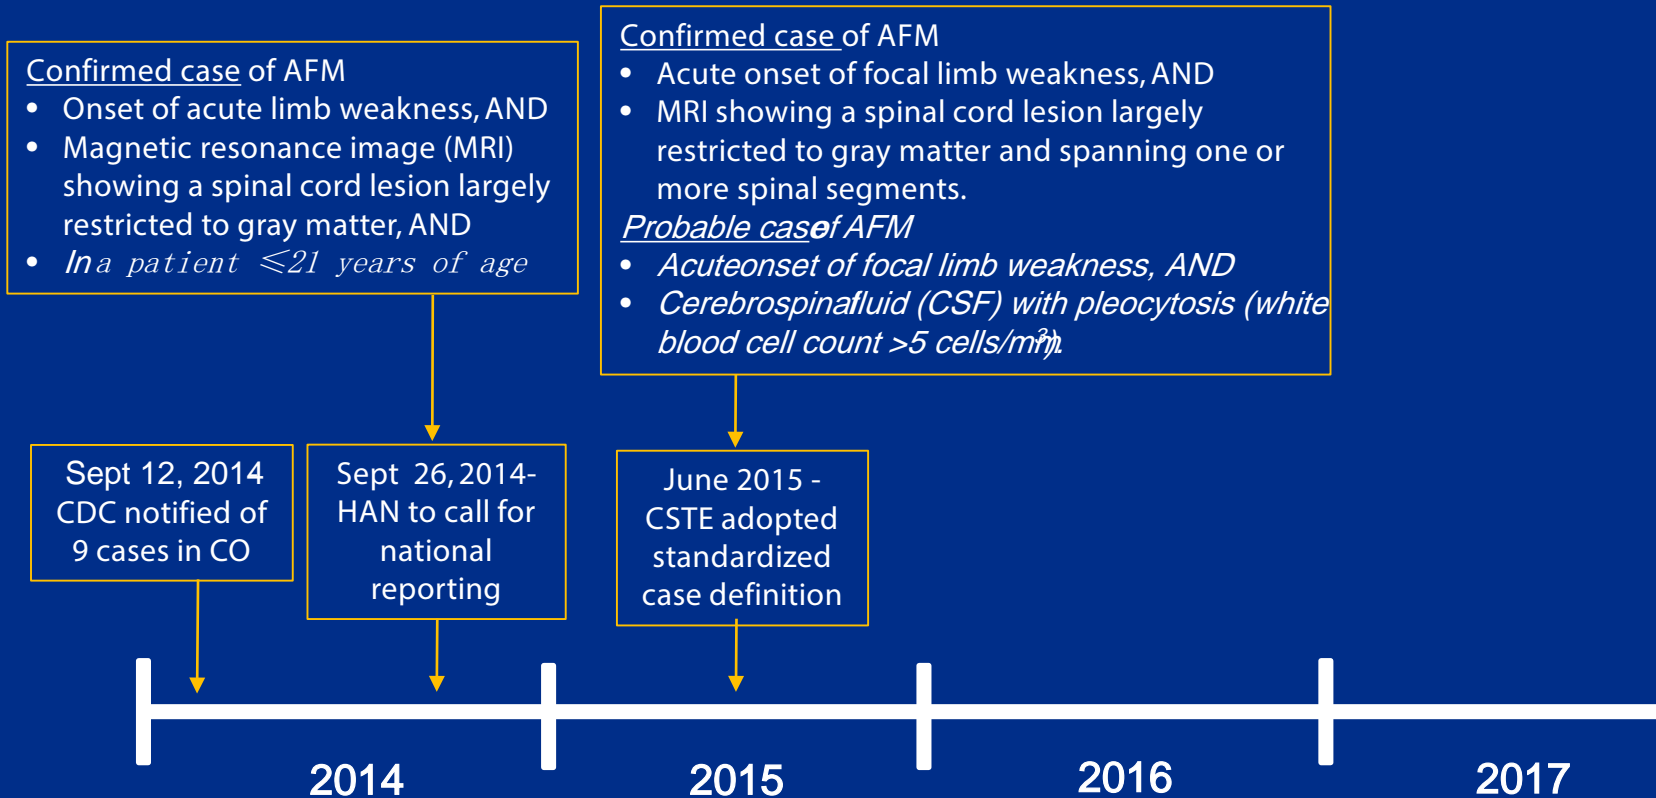 Confirmed case of AFM
• Onset of acute limb weakness, AND
• Magnetic resonance image (MRI)
showing a spinal cord lesion largely
restricted to gray matter, AND
• In a patient ≤21 years of age
Confirmed case of AFM
• Acute onset of focal limb weakness, AND
• MRI showing a spinal cord lesion largely
restricted to gray matter and spanning one or
more spinal segments.
Probable case of AFM
• Acuteonset of focal limb weakness, AND
• Cerebrospinal fluid (CSF) with pleocytosis (white
blood cell count >5 cells/mm³).
Sept 12, 2014-
CDC notified of
9 cases in CO
Sept 26, 2014-
HAN to call for
national
reporting
June 2015 -
CSTE adopted
standardized
case definition
2014
2015
2016
2017